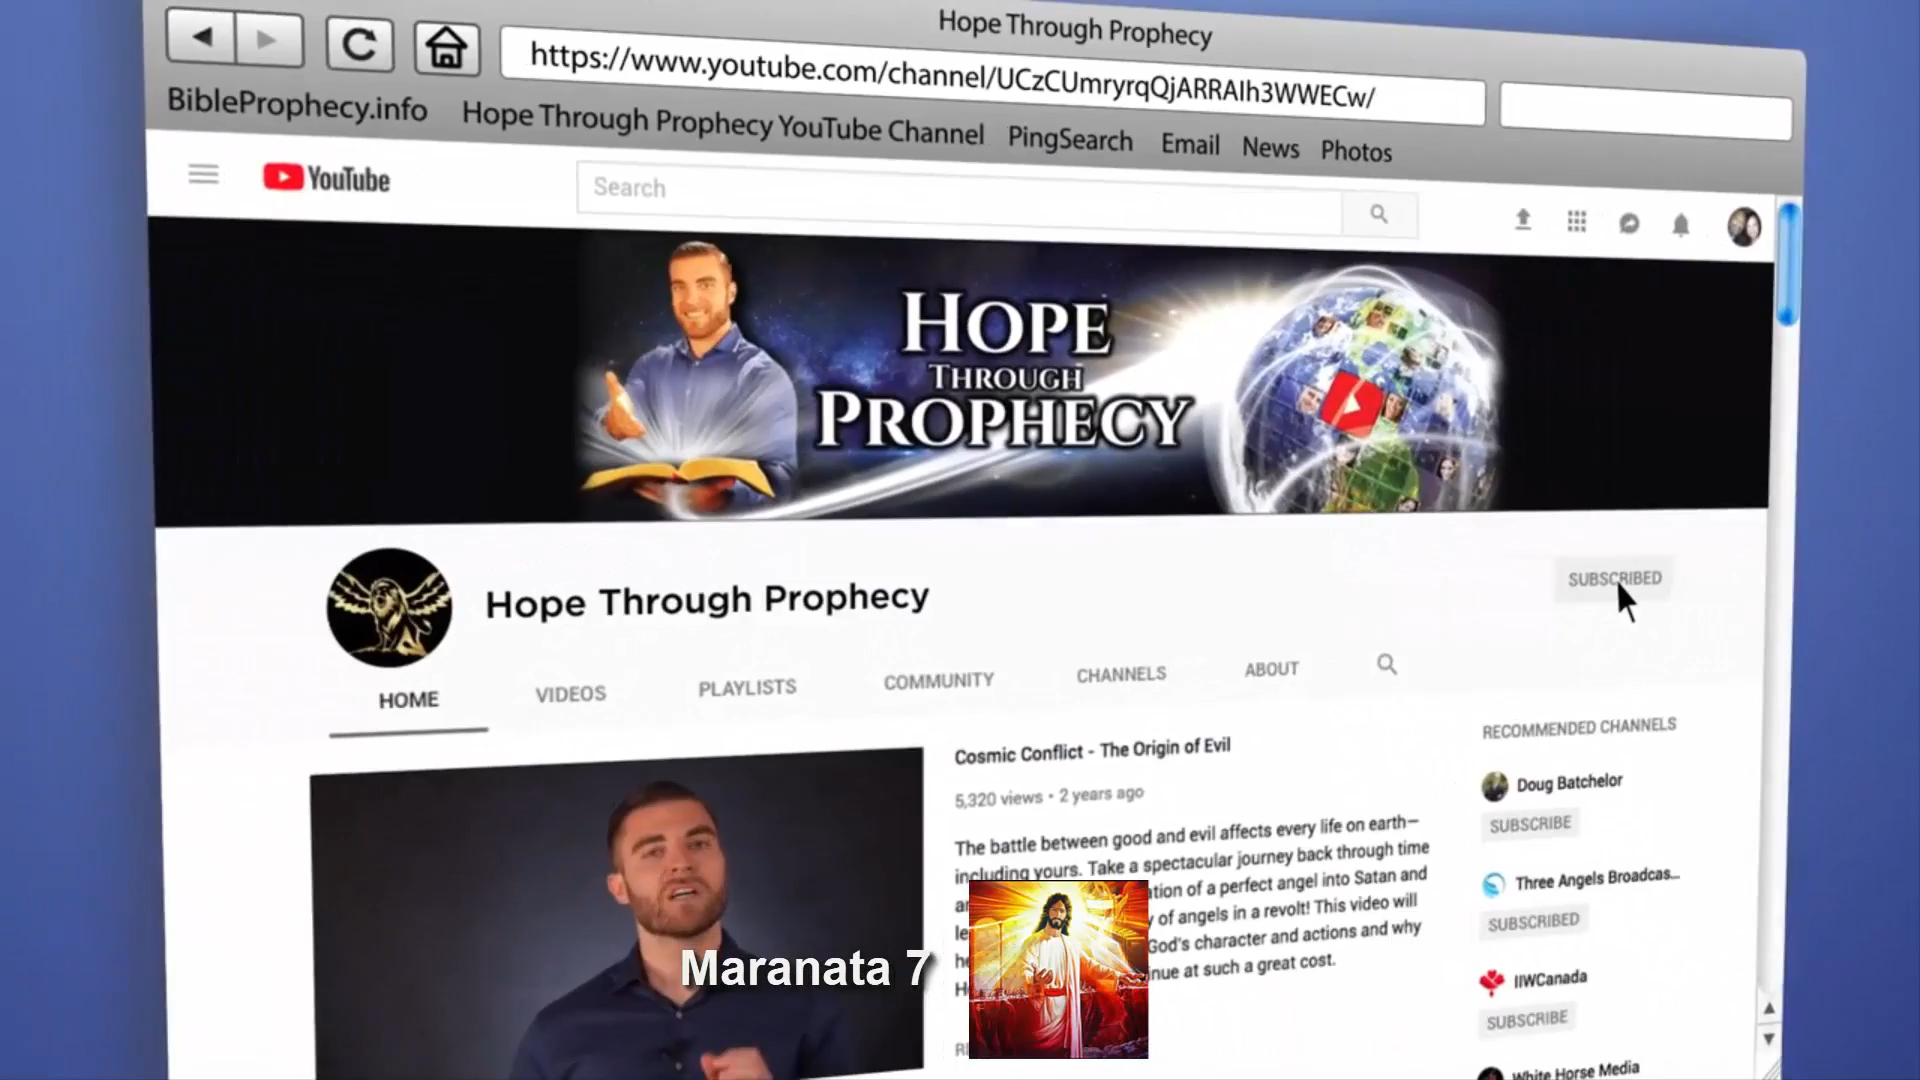 Hope Through Prophecy
https://www.youtube.com/channel/UCzCUmryrqQjARRAIh3WWECw/
BibleProphecy.info Hope Through Prophecy YouTube Channel PingSearch Email News Photos
YouTube
Search
HOPE
THROUGH
PROPHECY
Hope Through Prophecy
SUBSCRIBED
HOME VIDEOS PLAYLISTS COMMUNITY CHANNELS ABOUT
Cosmic Conflict - The Origin of Evil
5,320 views • 2 years ago
The battle between good and evil affects every life on earth—
including yours. Take a spectacular journey back through time
of a perfect angel into Satan and
of angels in a revolt! This video will
God's character and actions and why
at such a great cost.
RECOMMENDED CHANNELS
Doug Batchelor
SUBSCRIBE
Three Angels Broadcas...
SUBSCRIBED
IIWCanada
SUBSCRIBE
White Horse Media
Maranata 7